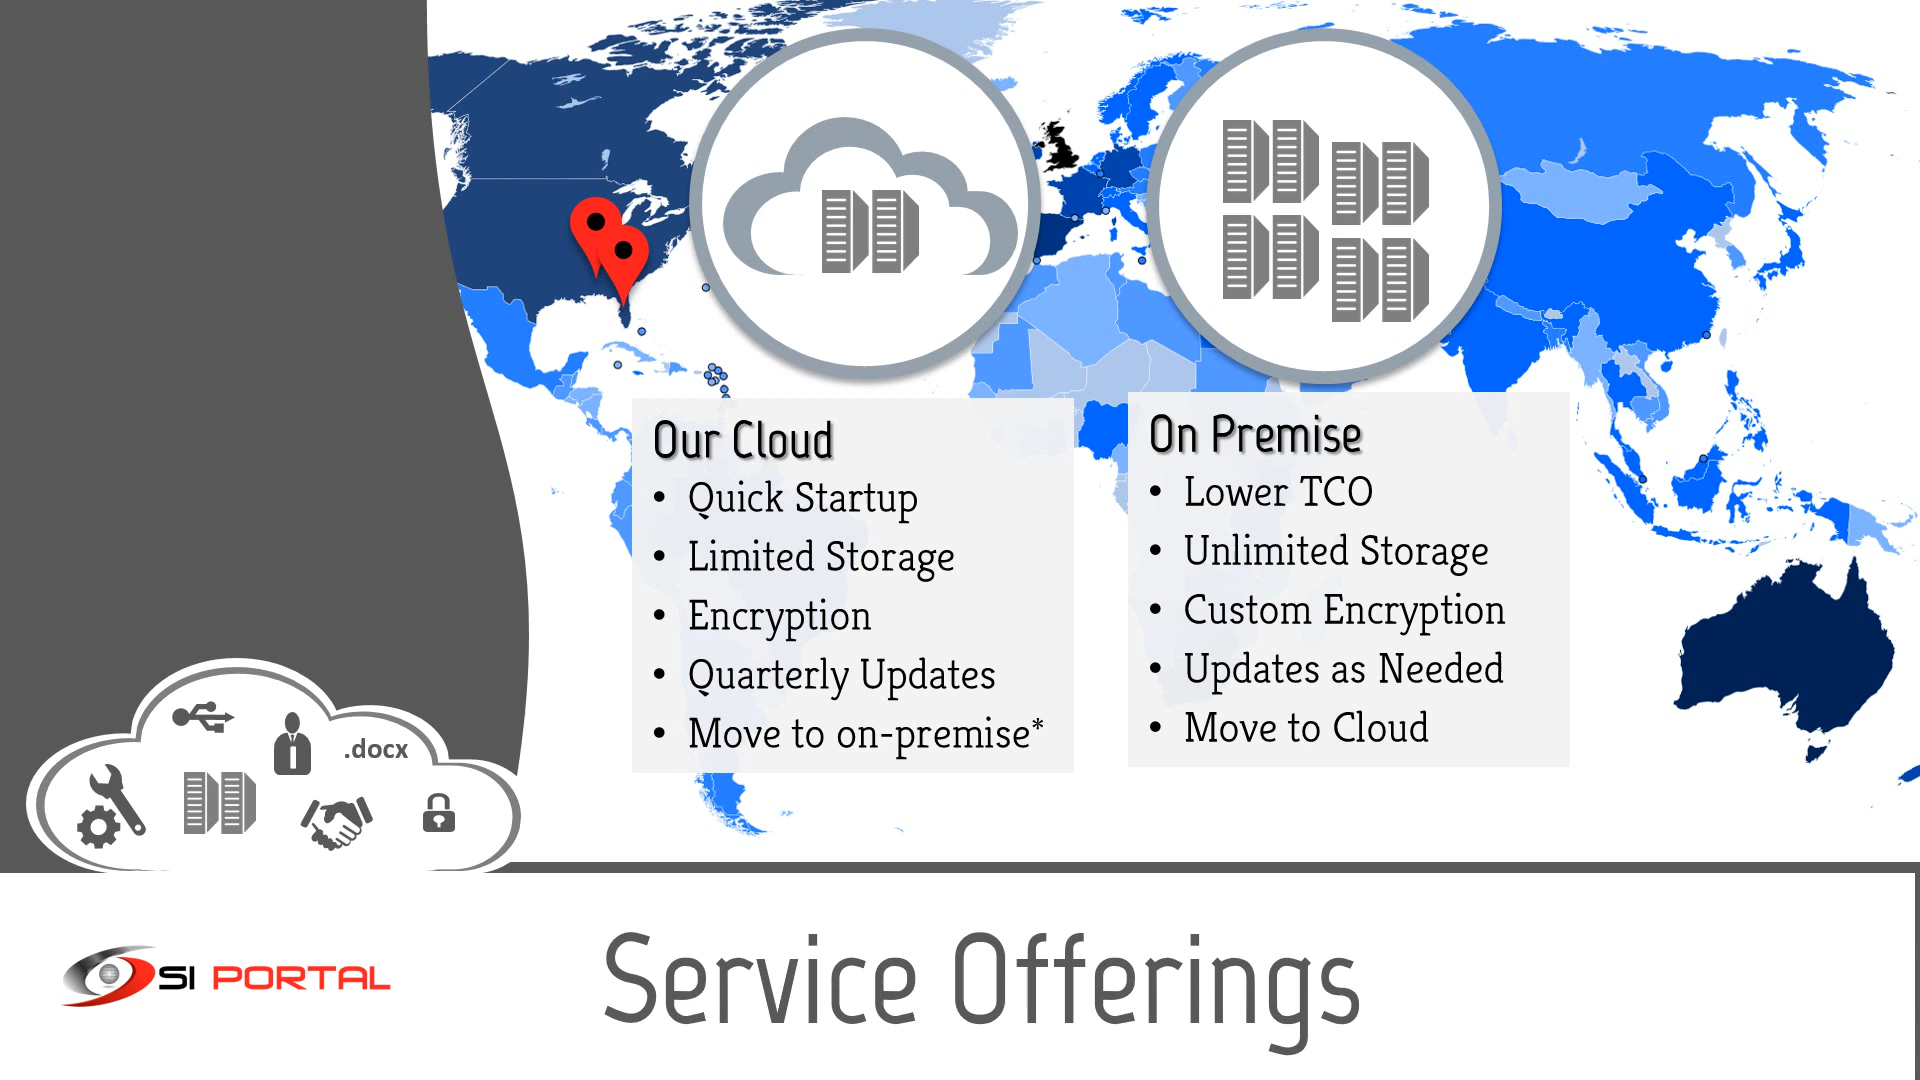 Our Cloud
• Quick Startup
• Limited Storage
• Encryption
• Quarterly Updates
• Move to on-premise*
On Premise
• Lower TCO
• Unlimited Storage
• Custom Encryption
• Updates as Needed
• Move to Cloud
.docx
SI PORTAL
Service Offerings